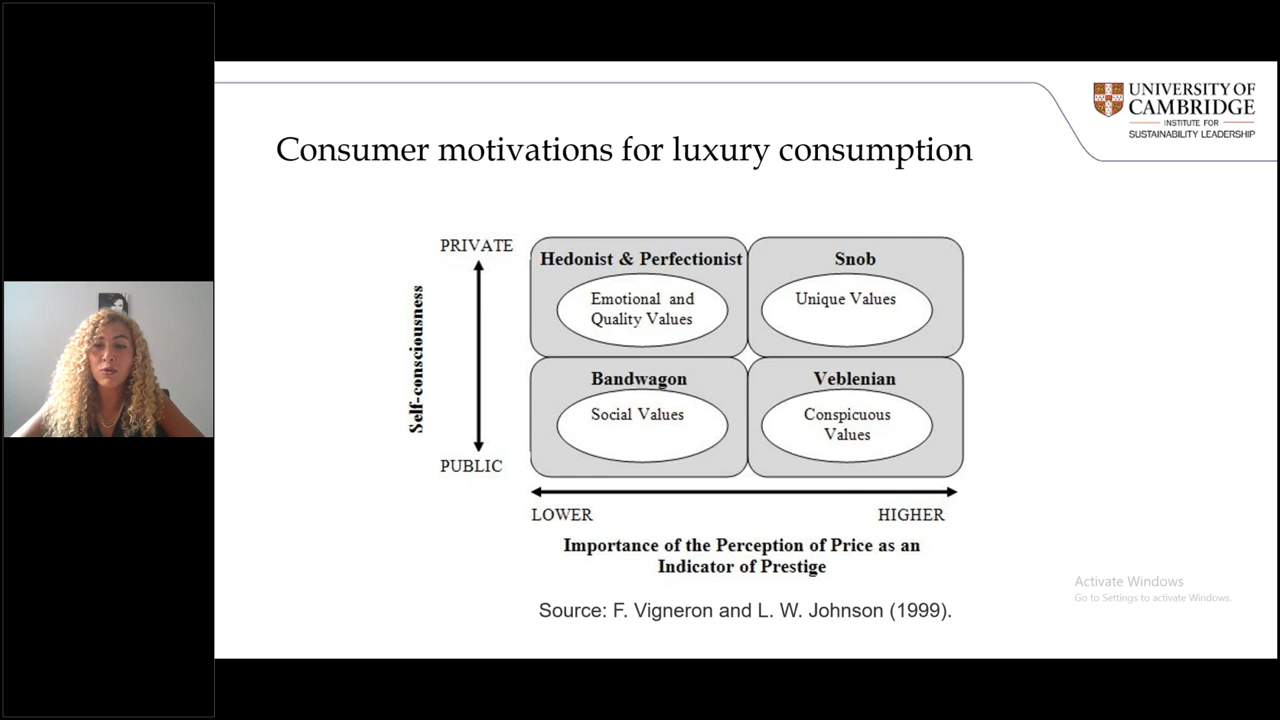 UNIVERSITY OF
CAMBRIDGE
INSTITUTE FOR
SUSTAINABILITY LEADERSHIP
Consumer motivations for luxury consumption
PRIVATE
Self-consciousness
PUBLIC
Hedonist & Perfectionist
Emotional and
Quality Values
Snob
Unique Values
Bandwagon
Social Values
Veblenian
Conspicuous
Values
LOWER
HIGHER
Importance of the Perception of Price as an
Indicator of Prestige
Source: F. Vigneron and L. W. Johnson (1999).
Activate Windows
Go to Settings to activate Windows.